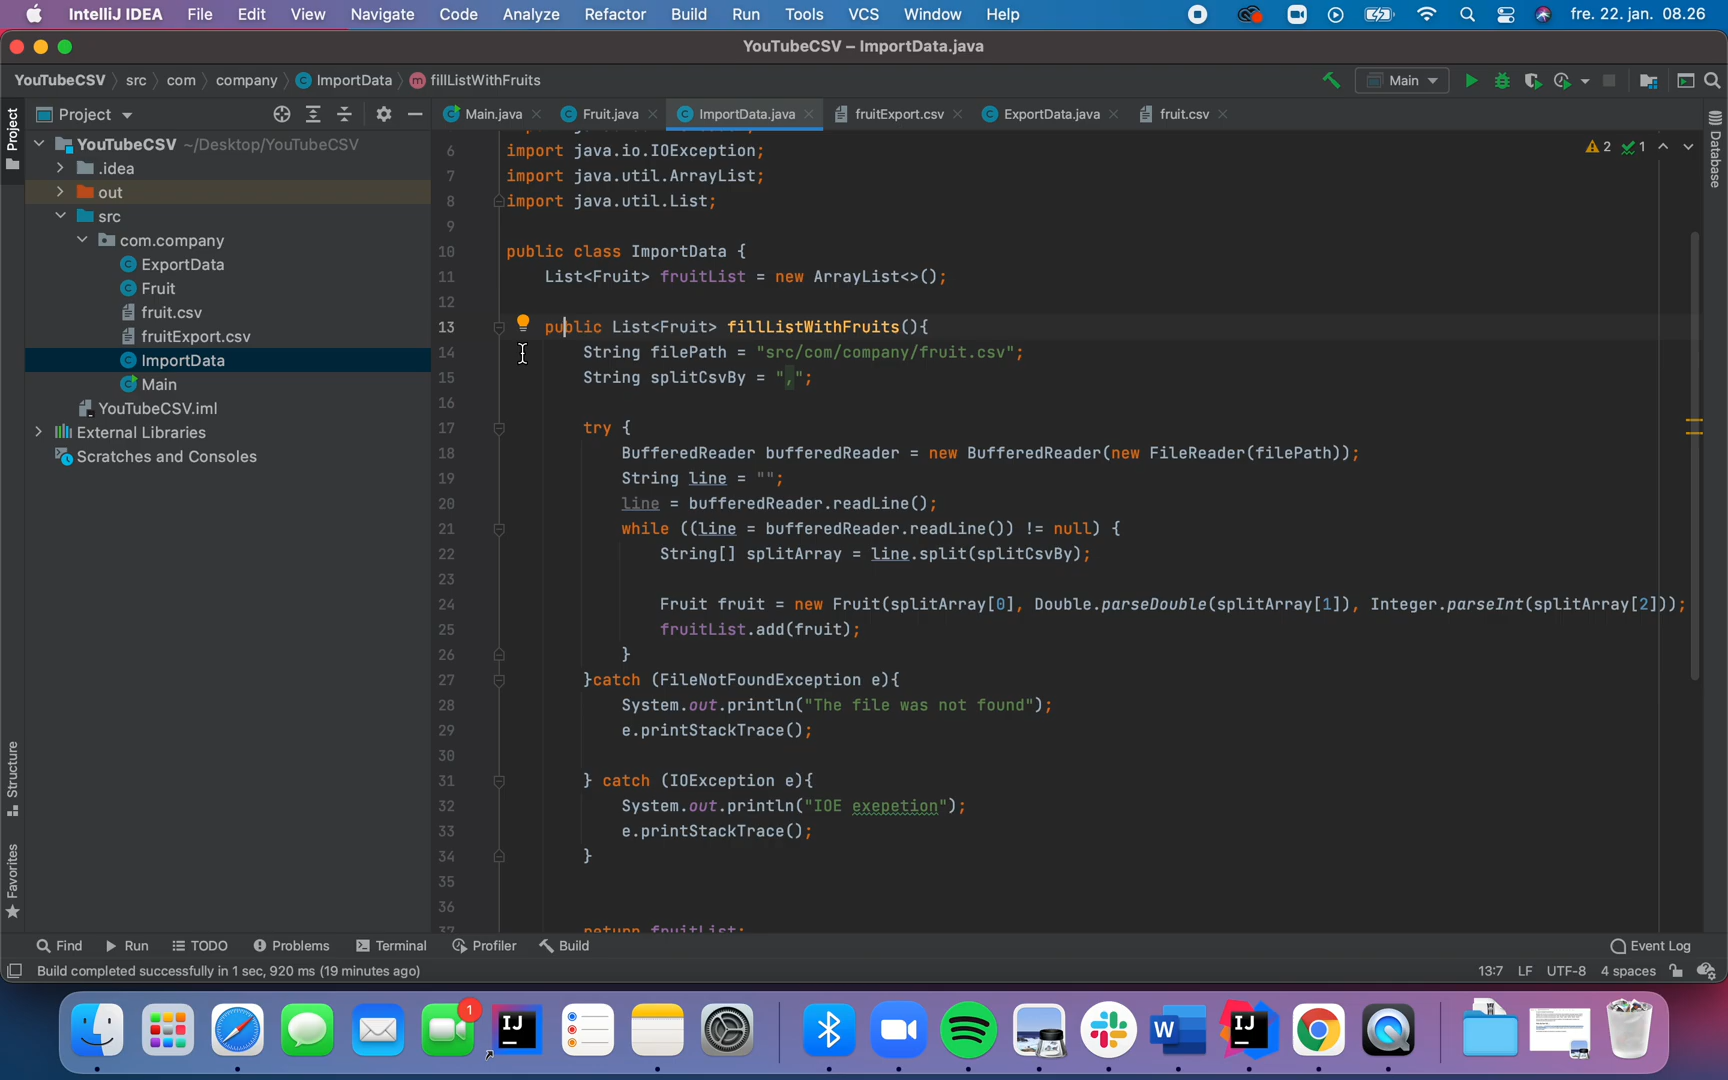 IntelliJ IDEA File Edit View Navigate Code Analyze Refactor Build Run Tools VCS Window Help fre. 22. jan. 08.26
YouTubeCSV – ImportData.java
YouTubeCSV src com company ImportData fillListWithFruits Main
Project Main.java Fruit.java ImportData.java fruitExport.csv ExportData.java fruit.csv
Project
Database
YouTubeCSV ~/Desktop/YouTubeCSV
.idea
out
src
com.company
ExportData
Fruit
fruit.csv
fruitExport.csv
ImportData
Main
YouTubeCSV.iml
External Libraries
Scratches and Consoles
Structure
Favorites
2 1
6 import java.io.IOException;
7 import java.util.ArrayList;
8 import java.util.List;
9
10 public class ImportData {
11 List<Fruit> fruitList = new ArrayList<>();
12
13 public List<Fruit> fillListWithFruits(){
14 String filePath = "src/com/company/fruit.csv";
15 String splitCsvBy = ",";
16
17 try {
18 BufferedReader bufferedReader = new BufferedReader(new FileReader(filePath));
19 String line = "";
20 line = bufferedReader.readLine();
21 while ((line = bufferedReader.readLine()) != null) {
22 String[] splitArray = line.split(splitCsvBy);
23
24 Fruit fruit = new Fruit(splitArray[0], Double.parseDouble(splitArray[1]), Integer.parseInt(splitArray[2]));
25 fruitList.add(fruit);
26 }
27 }catch (FileNotFoundException e){
28 System.out.println("The file was not found");
29 e.printStackTrace();
30
31 } catch (IOException e){
32 System.out.println("IOE exepetion");
33 e.printStackTrace();
34 }
35
36
37 return fruitList;
Find Run TODO Problems Terminal Profiler Build Event Log
Build completed successfully in 1 sec, 920 ms (19 minutes ago) 13:7 LF UTF-8 4 spaces
1
IJ
W
IJ